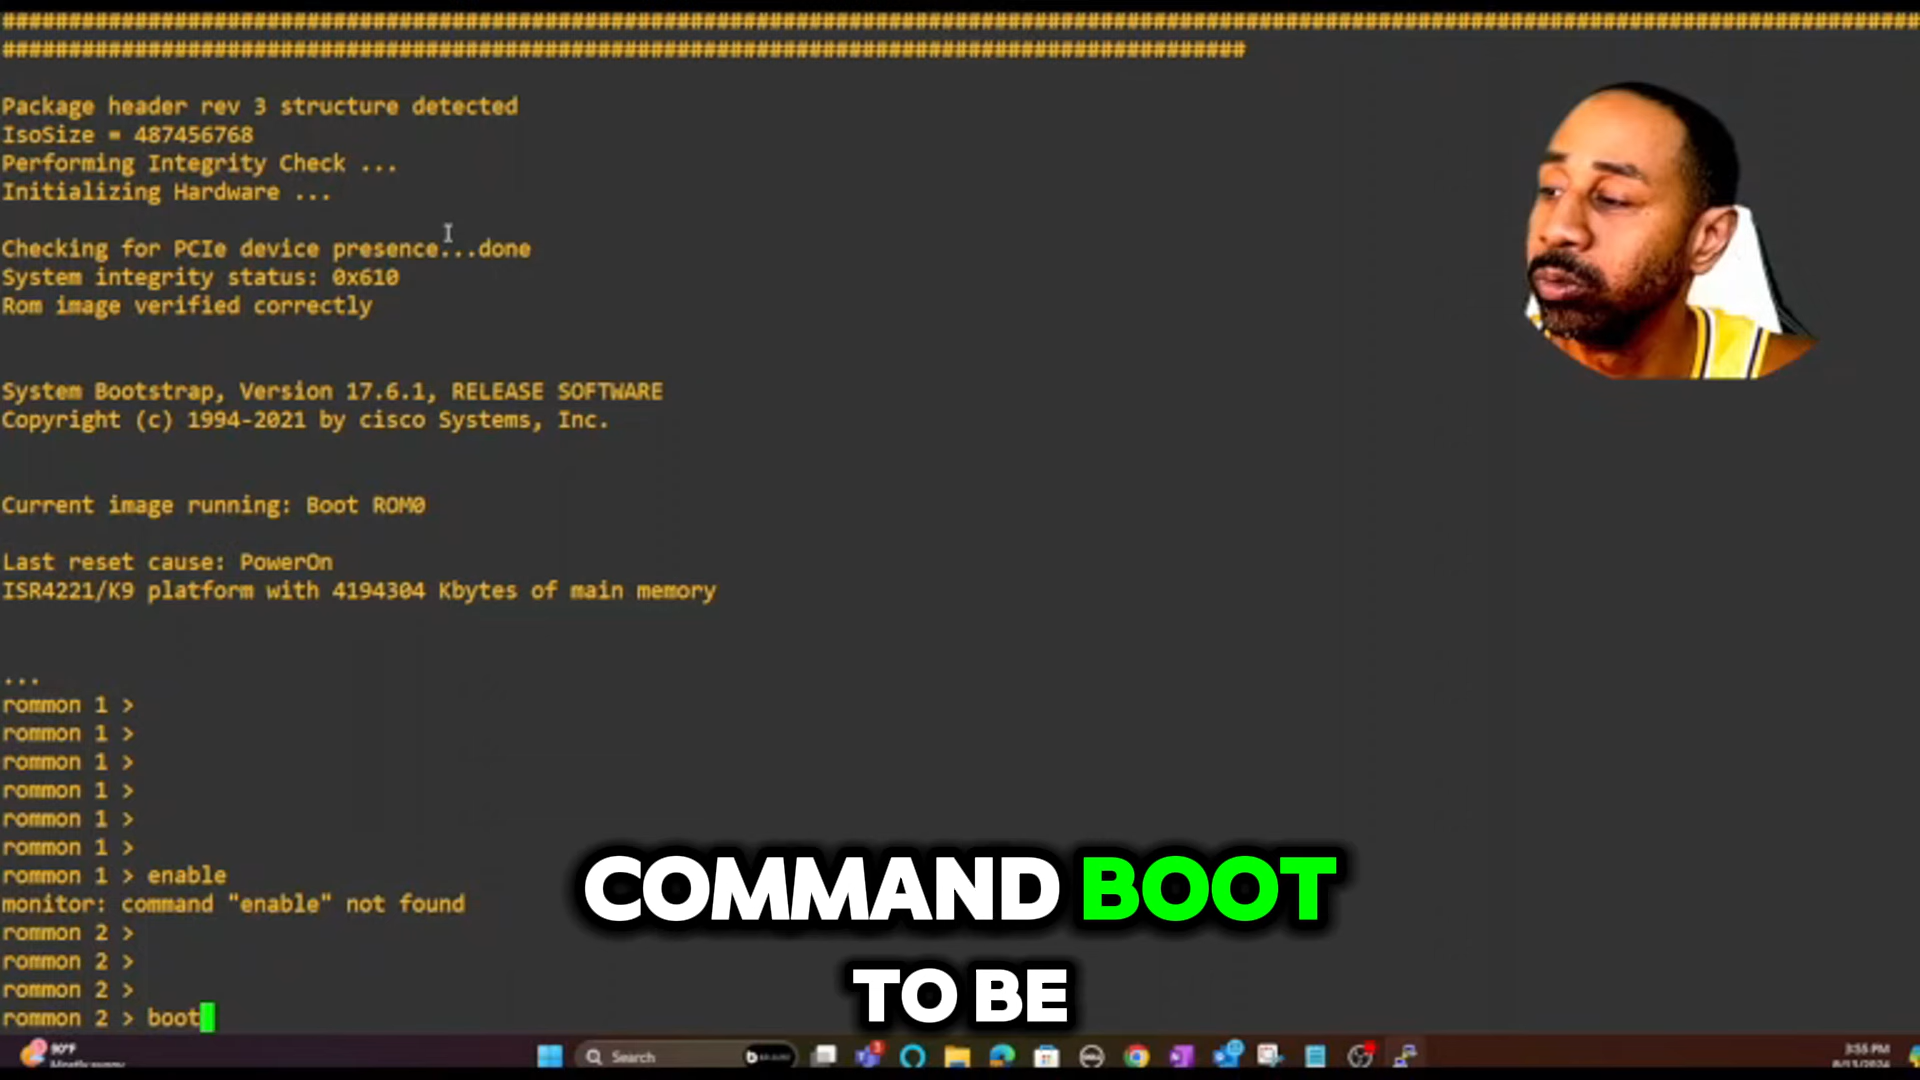 ################################################################################################################################################
##############################################################################################
Package header rev 3 structure detected
IsoSize = 487456768
Performing Integrity Check ...
Initializing Hardware ...
Checking for PCIe device presence...done
System integrity status: 0x610
Rom image verified correctly
System Bootstrap, Version 17.6.1, RELEASE SOFTWARE
Copyright (c) 1994-2021 by cisco Systems, Inc.
Current image running: Boot ROM0
Last reset cause: PowerOn
ISR4221/K9 platform with 4194304 Kbytes of main memory
...
rommon 1 >
rommon 1 >
rommon 1 >
rommon 1 >
rommon 1 >
rommon 1 >
rommon 1 > enable
monitor: command "enable" not found
rommon 2 >
rommon 2 >
rommon 2 >
rommon 2 > boot
COMMAND BOOT
TO BE
90°F
Search
3:55 PM